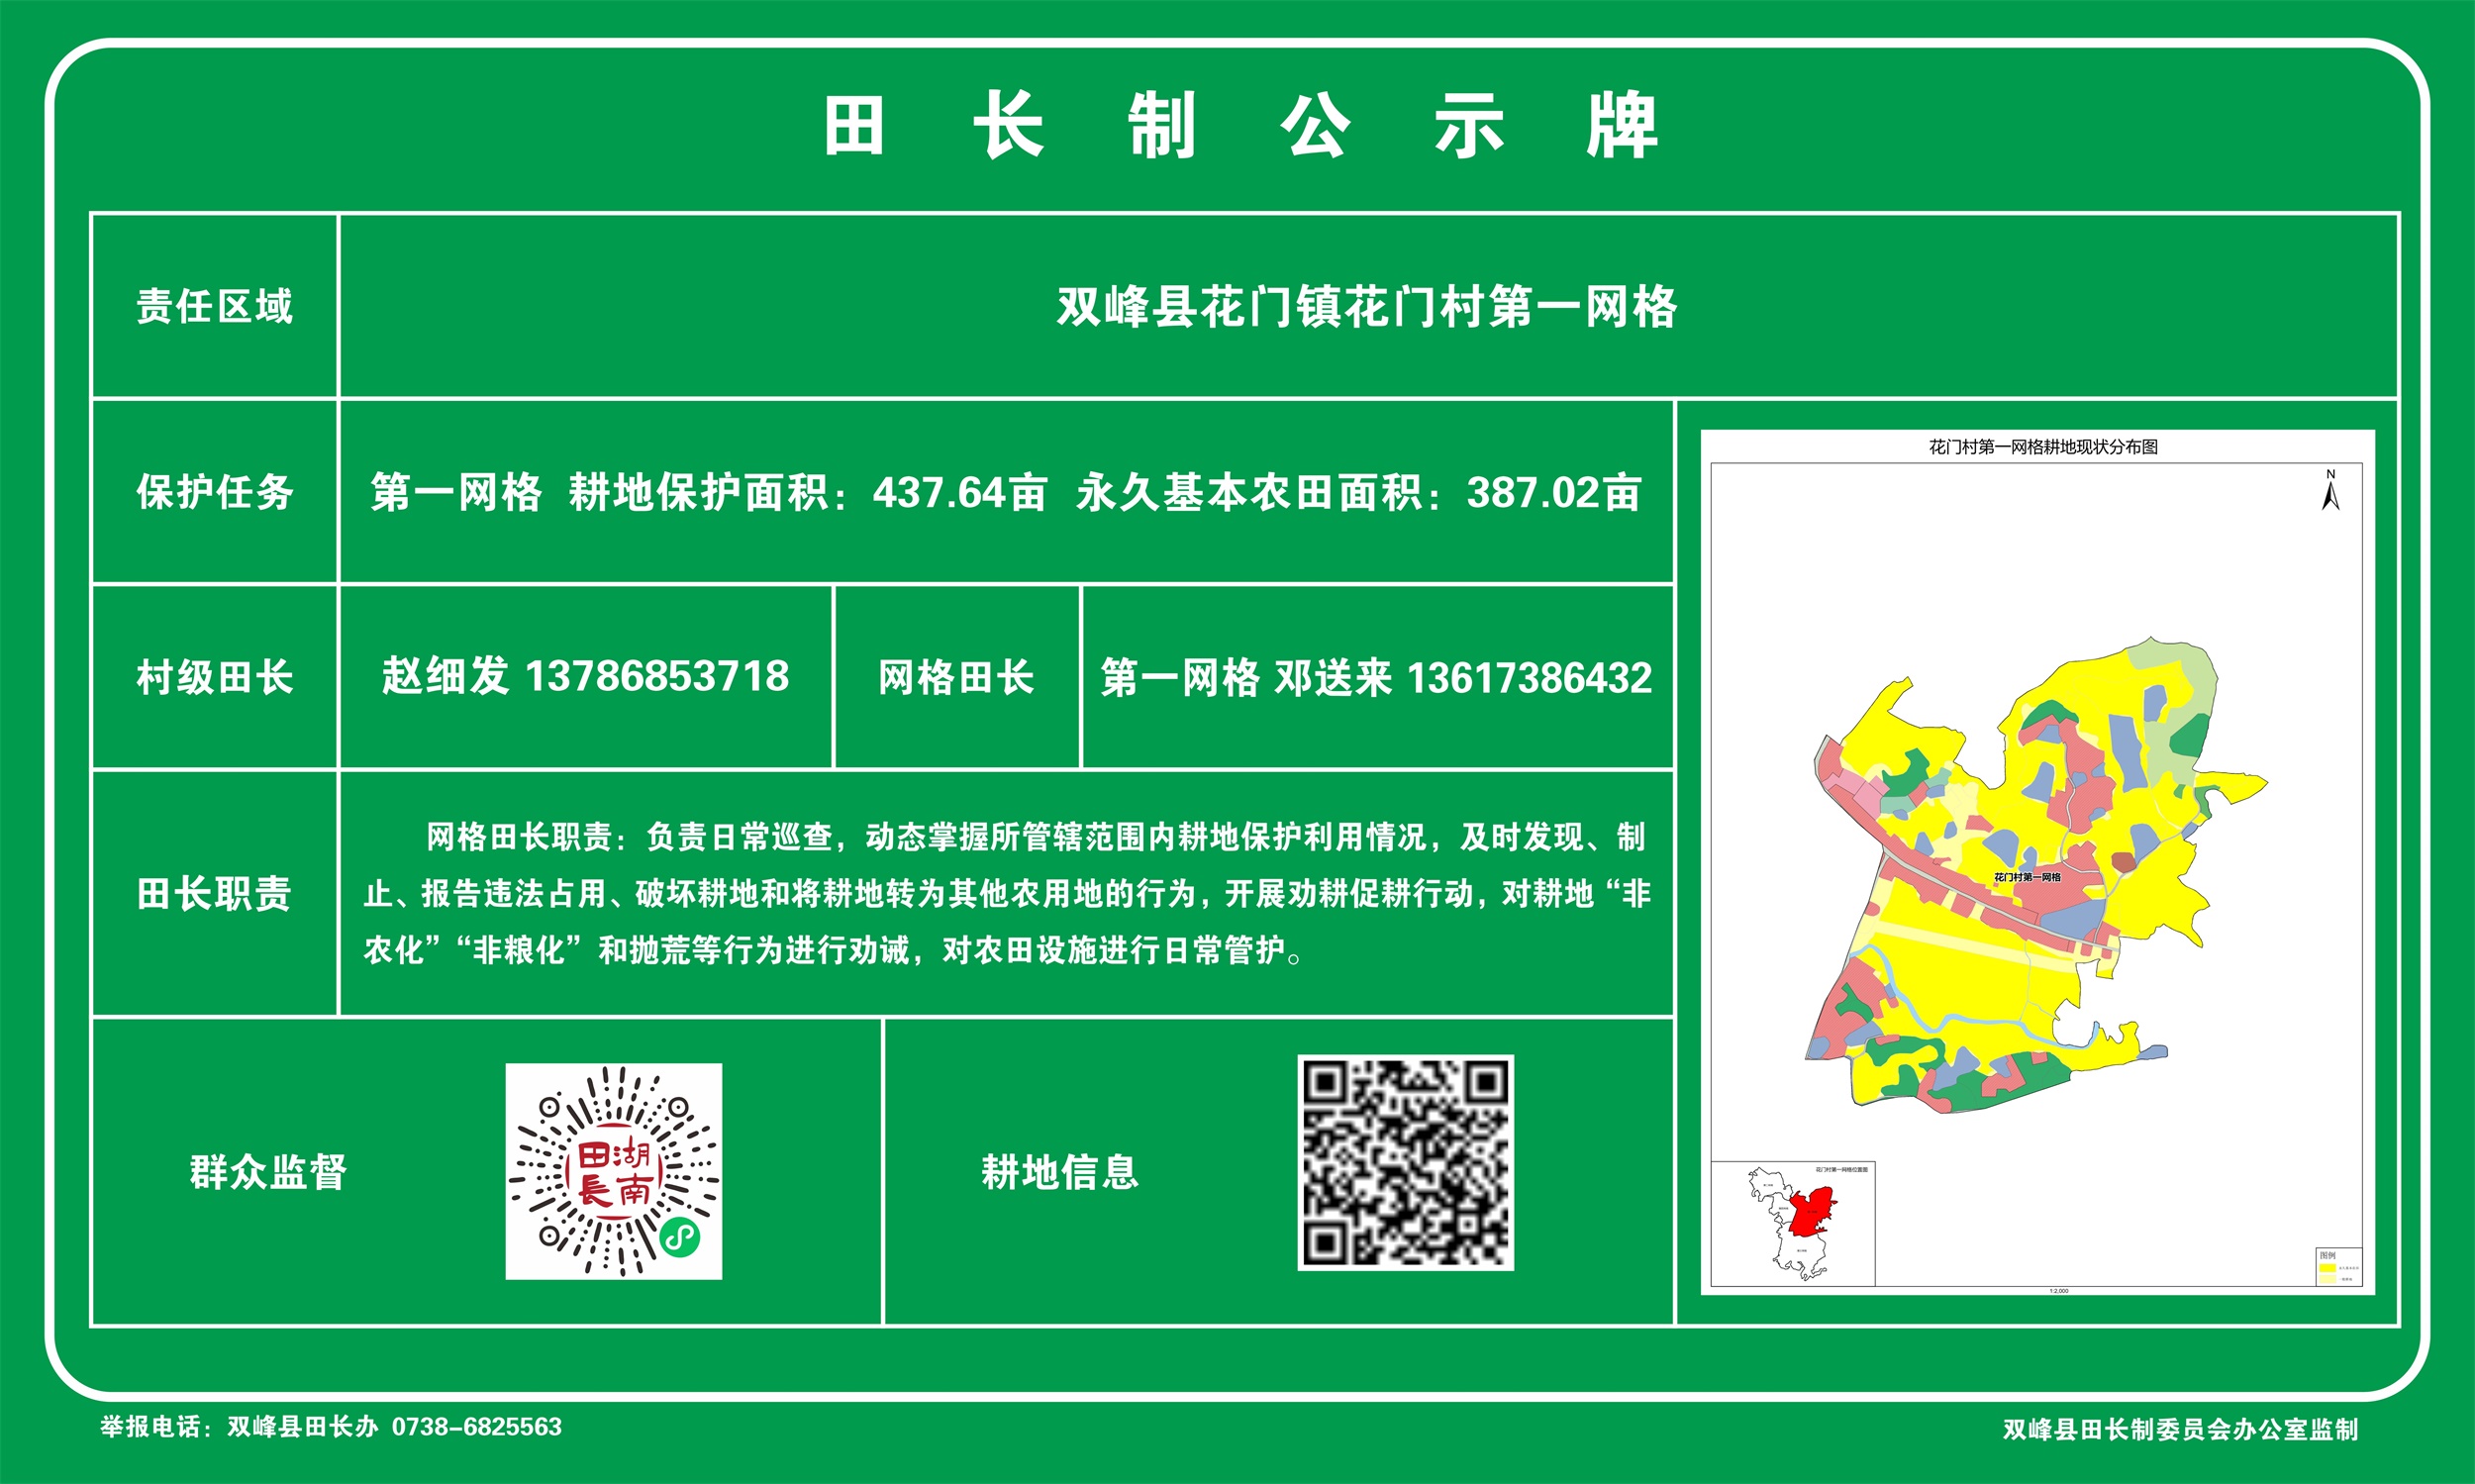 田长制公示牌
责任区域
双峰县花门镇花门村第一网格
保护任务
第一网格 耕地保护面积：437.64亩 永久基本农田面积：387.02亩
村级田长
赵细发 13786853718
网格田长
第一网格 邓送来 13617386432
田长职责
网格田长职责：负责日常巡查，动态掌握所管辖范围内耕地保护利用情况，及时发现、制
止、报告违法占用、破坏耕地和将耕地转为其他农用地的行为，开展劝耕促耕行动，对耕地“非
农化”“非粮化”和抛荒等行为进行劝诫，对农田设施进行日常管护。
群众监督
湖南
田長
耕地信息
花门村第一网格耕地现状分布图
N
花门村第一网格
花门村第一网格位置图
图例
1:2,000
举报电话：双峰县田长办 0738-6825563
双峰县田长制委员会办公室监制